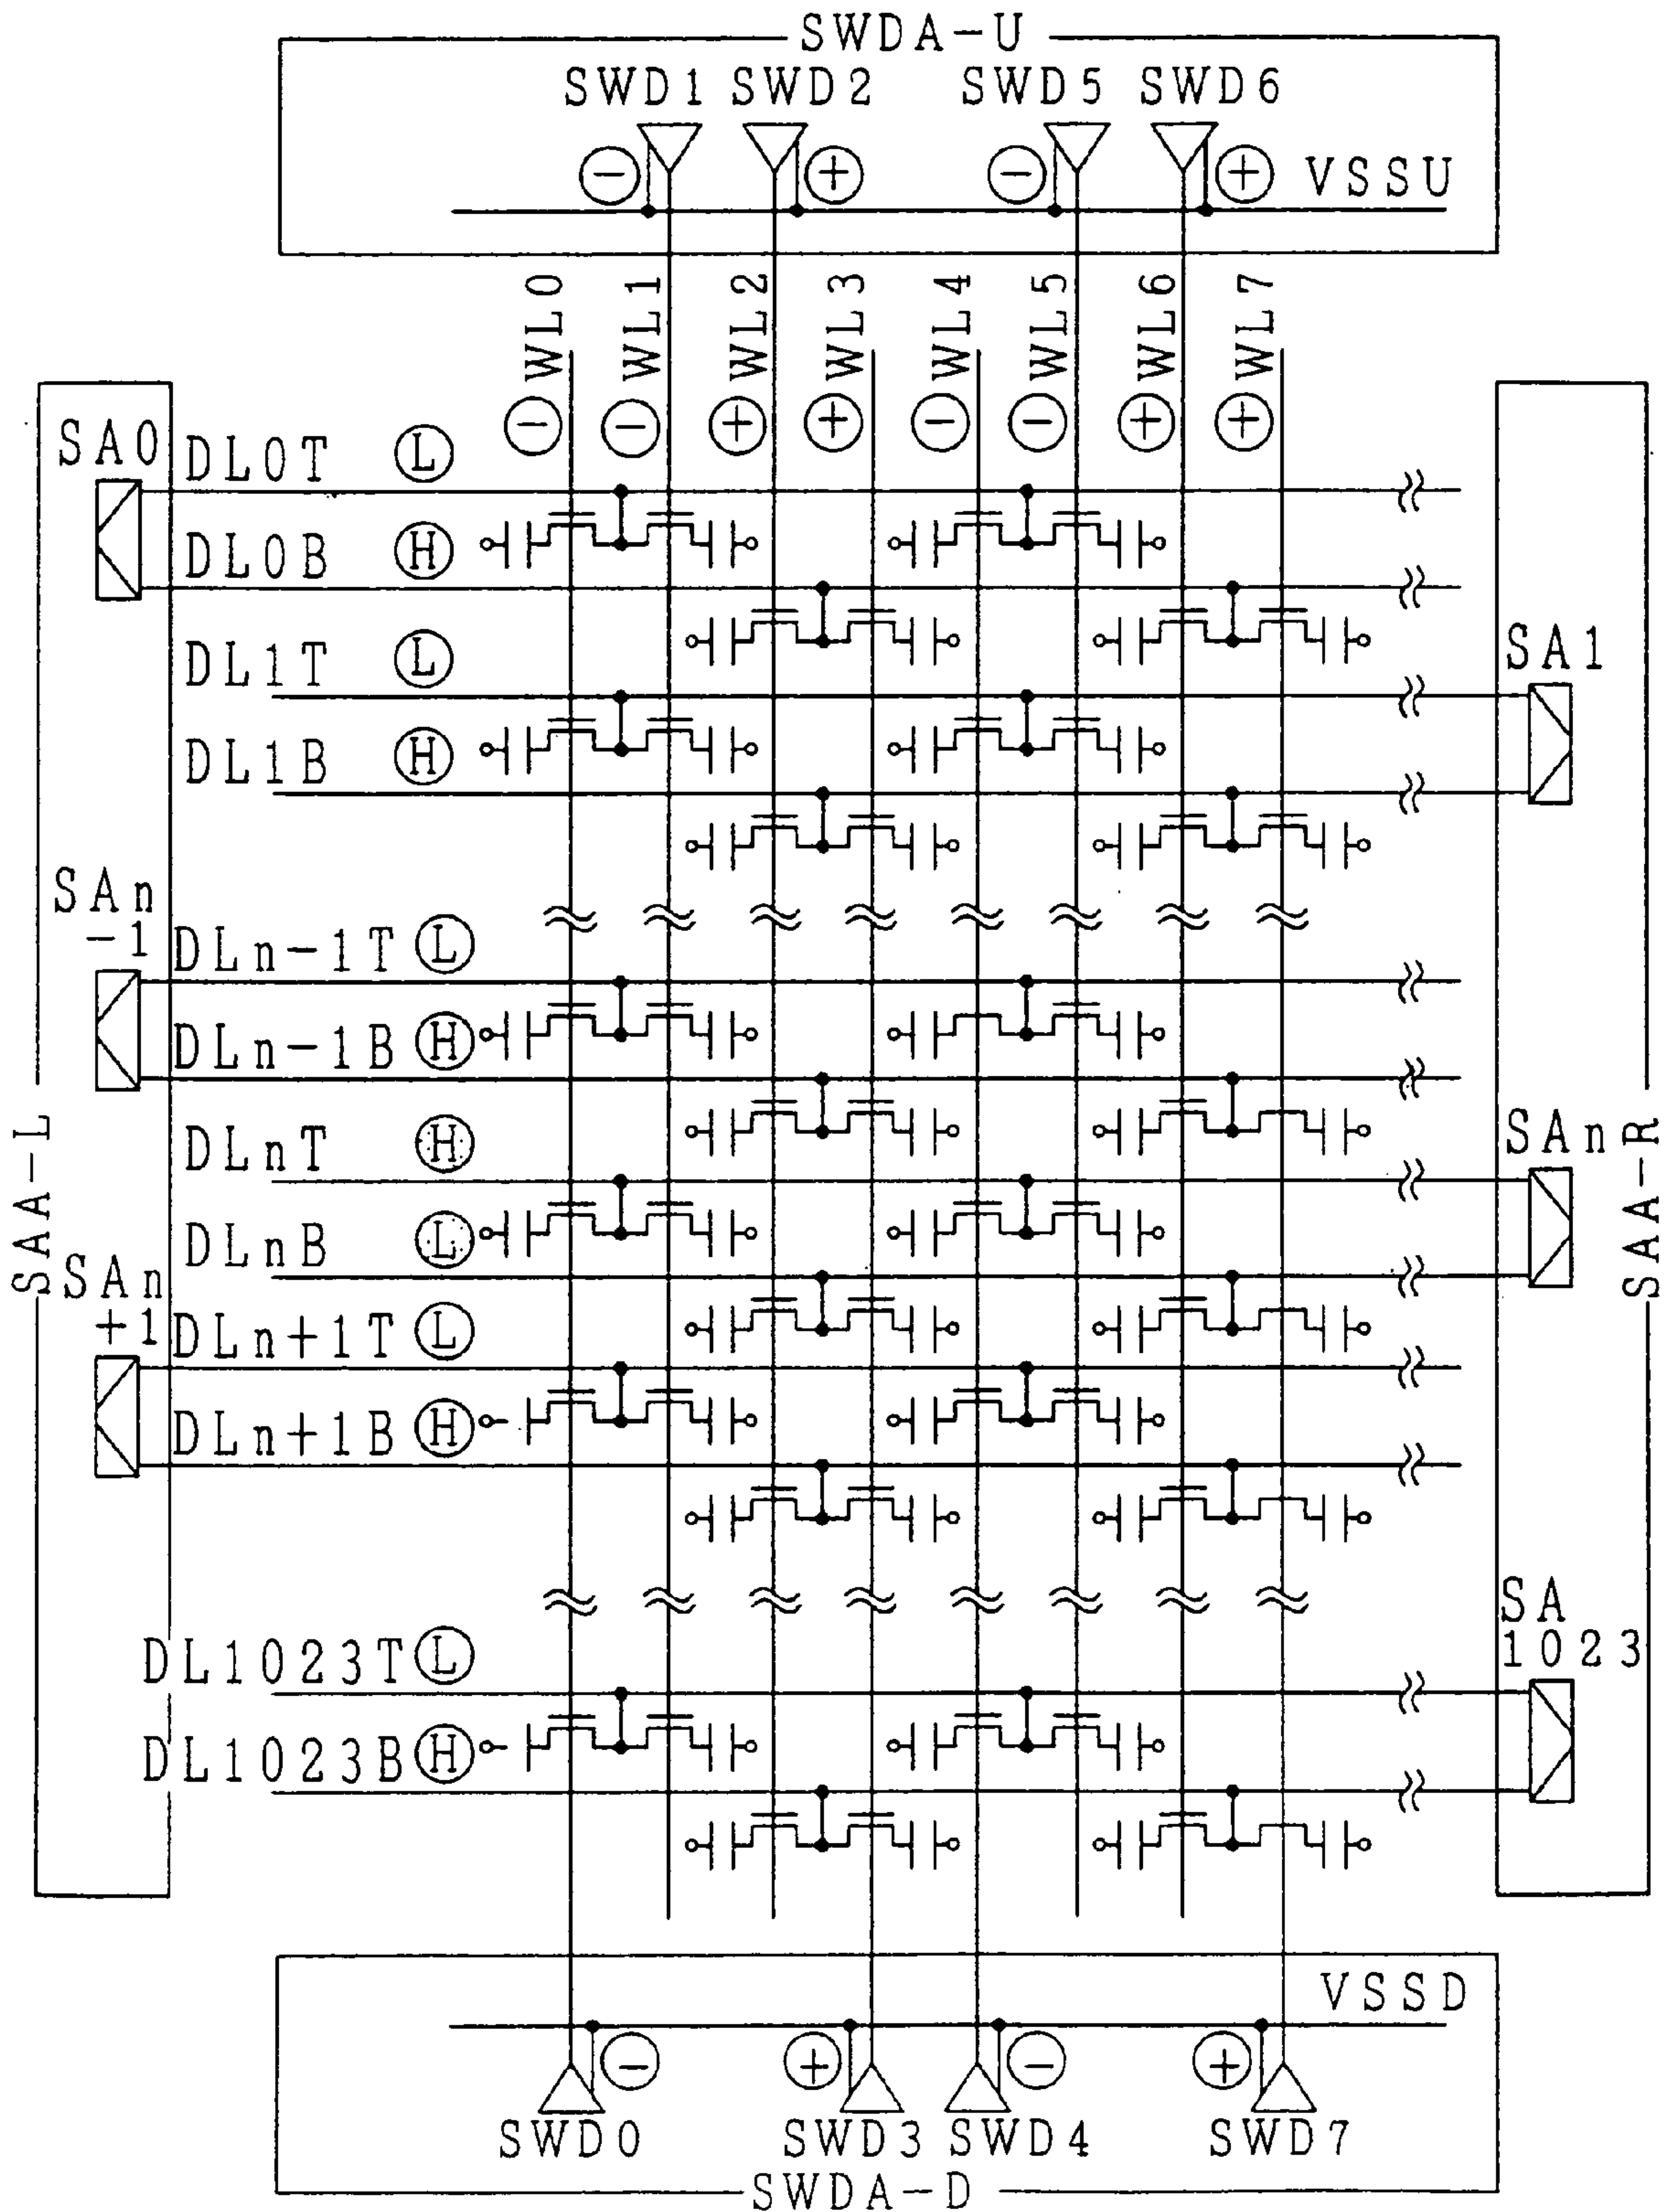 SWDA-U
SWD1 SWD2 SWD5 SWD6
− + − + VSSU
WL0 WL1 WL2 WL3 WL4 WL5 WL6 WL7
− − + + − − + +
SA0
DL0T L
DL0B H
DL1T L
SA1
DL1B H
SAn
-1
DLn-1T L
DLn-1B H
SAA-L
DLnT H
SAn
SAA-R
DLnB L
SAn
+1
DLn+1T L
DLn+1B H
SA
1023
DL1023T L
DL1023B H
VSSD
− + − +
SWD0 SWD3 SWD4 SWD7
SWDA-D